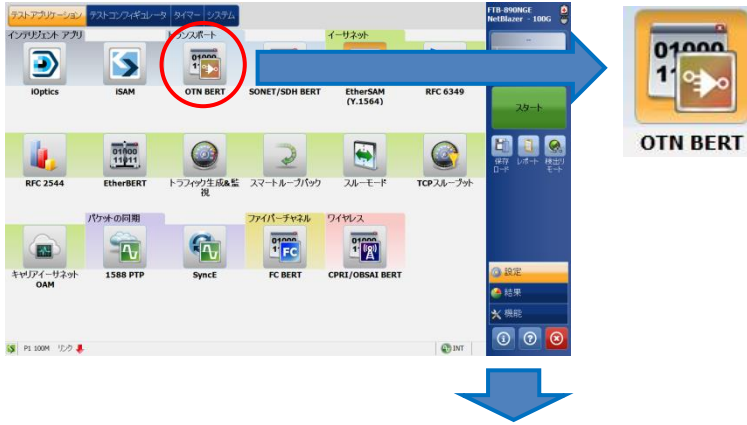 テストアプリケーション テストコンフィギュレータ タイマー システム
FTB-890NGE
NetBlazer - 100G
インテリジェント アプリ トランスポート イーサネット
--
iOptics iSAM OTN BERT SONET/SDH BERT EtherSAM (Y.1564) RFC 6349
スタート
OTN BERT
RFC 2544 EtherBERT トラフィック生成&監視 スマートループバック スルーモード TCPスループット
保存 ロード レポート 検出リモート
パケットの同期 ファイバーチャネル ワイヤレス
キャリアイーサネット OAM 1588 PTP SyncE FC BERT CPRI/OBSAI BERT
設定
結果
機能
P1 100M リンク INT